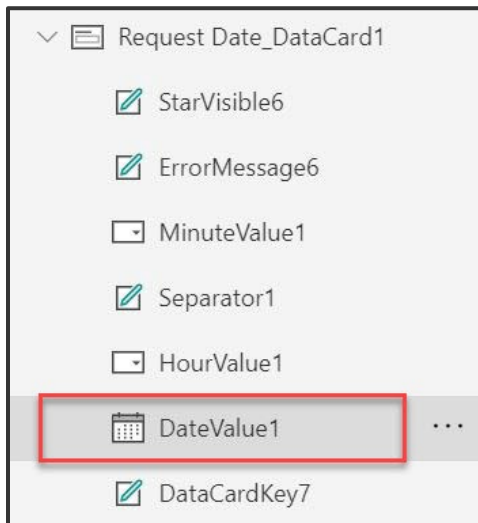 Request Date_DataCard1
StarVisible6
ErrorMessage6
MinuteValue1
Separator1
HourValue1
DateValue1
DataCardKey7